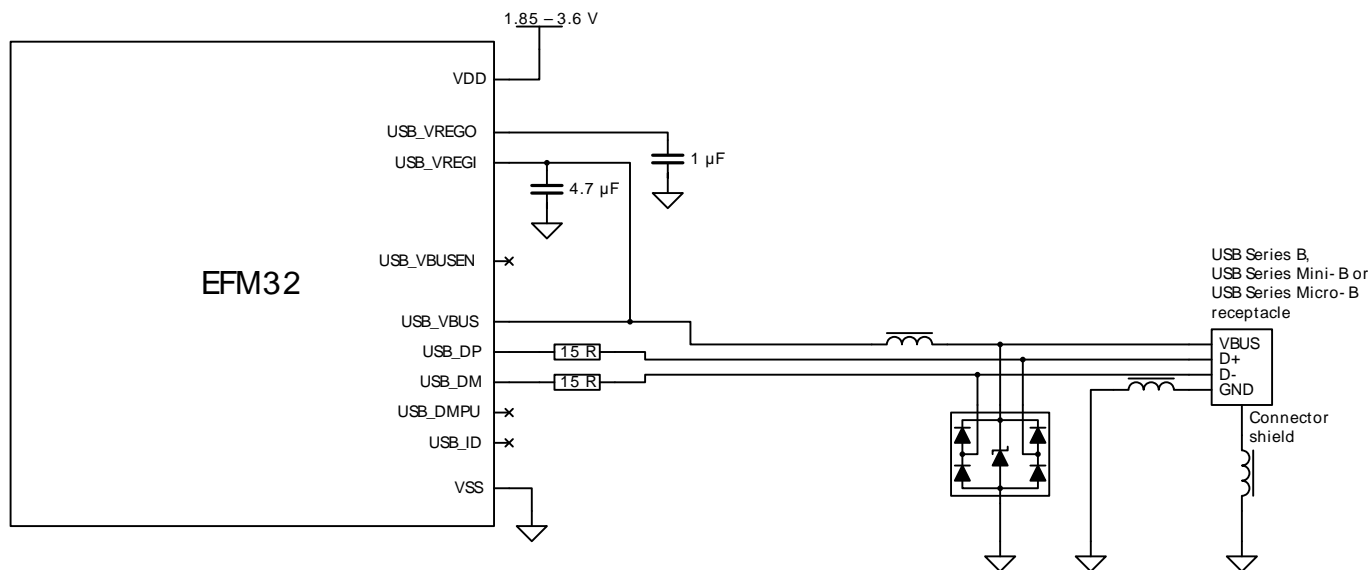 1.85 – 3.6 V
VDD
USB_VREGO
USB_VREGI
1 µF
4.7 µF
USB_VBUSEN
EFM32
USB Series B,
USB Series Mini-B or
USB Series Micro-B
receptacle
USB_VBUS
USB_DP
15 R
USB_DM
15 R
VBUS
D+
D-
GND
USB_DMPU
USB_ID
Connector
shield
VSS